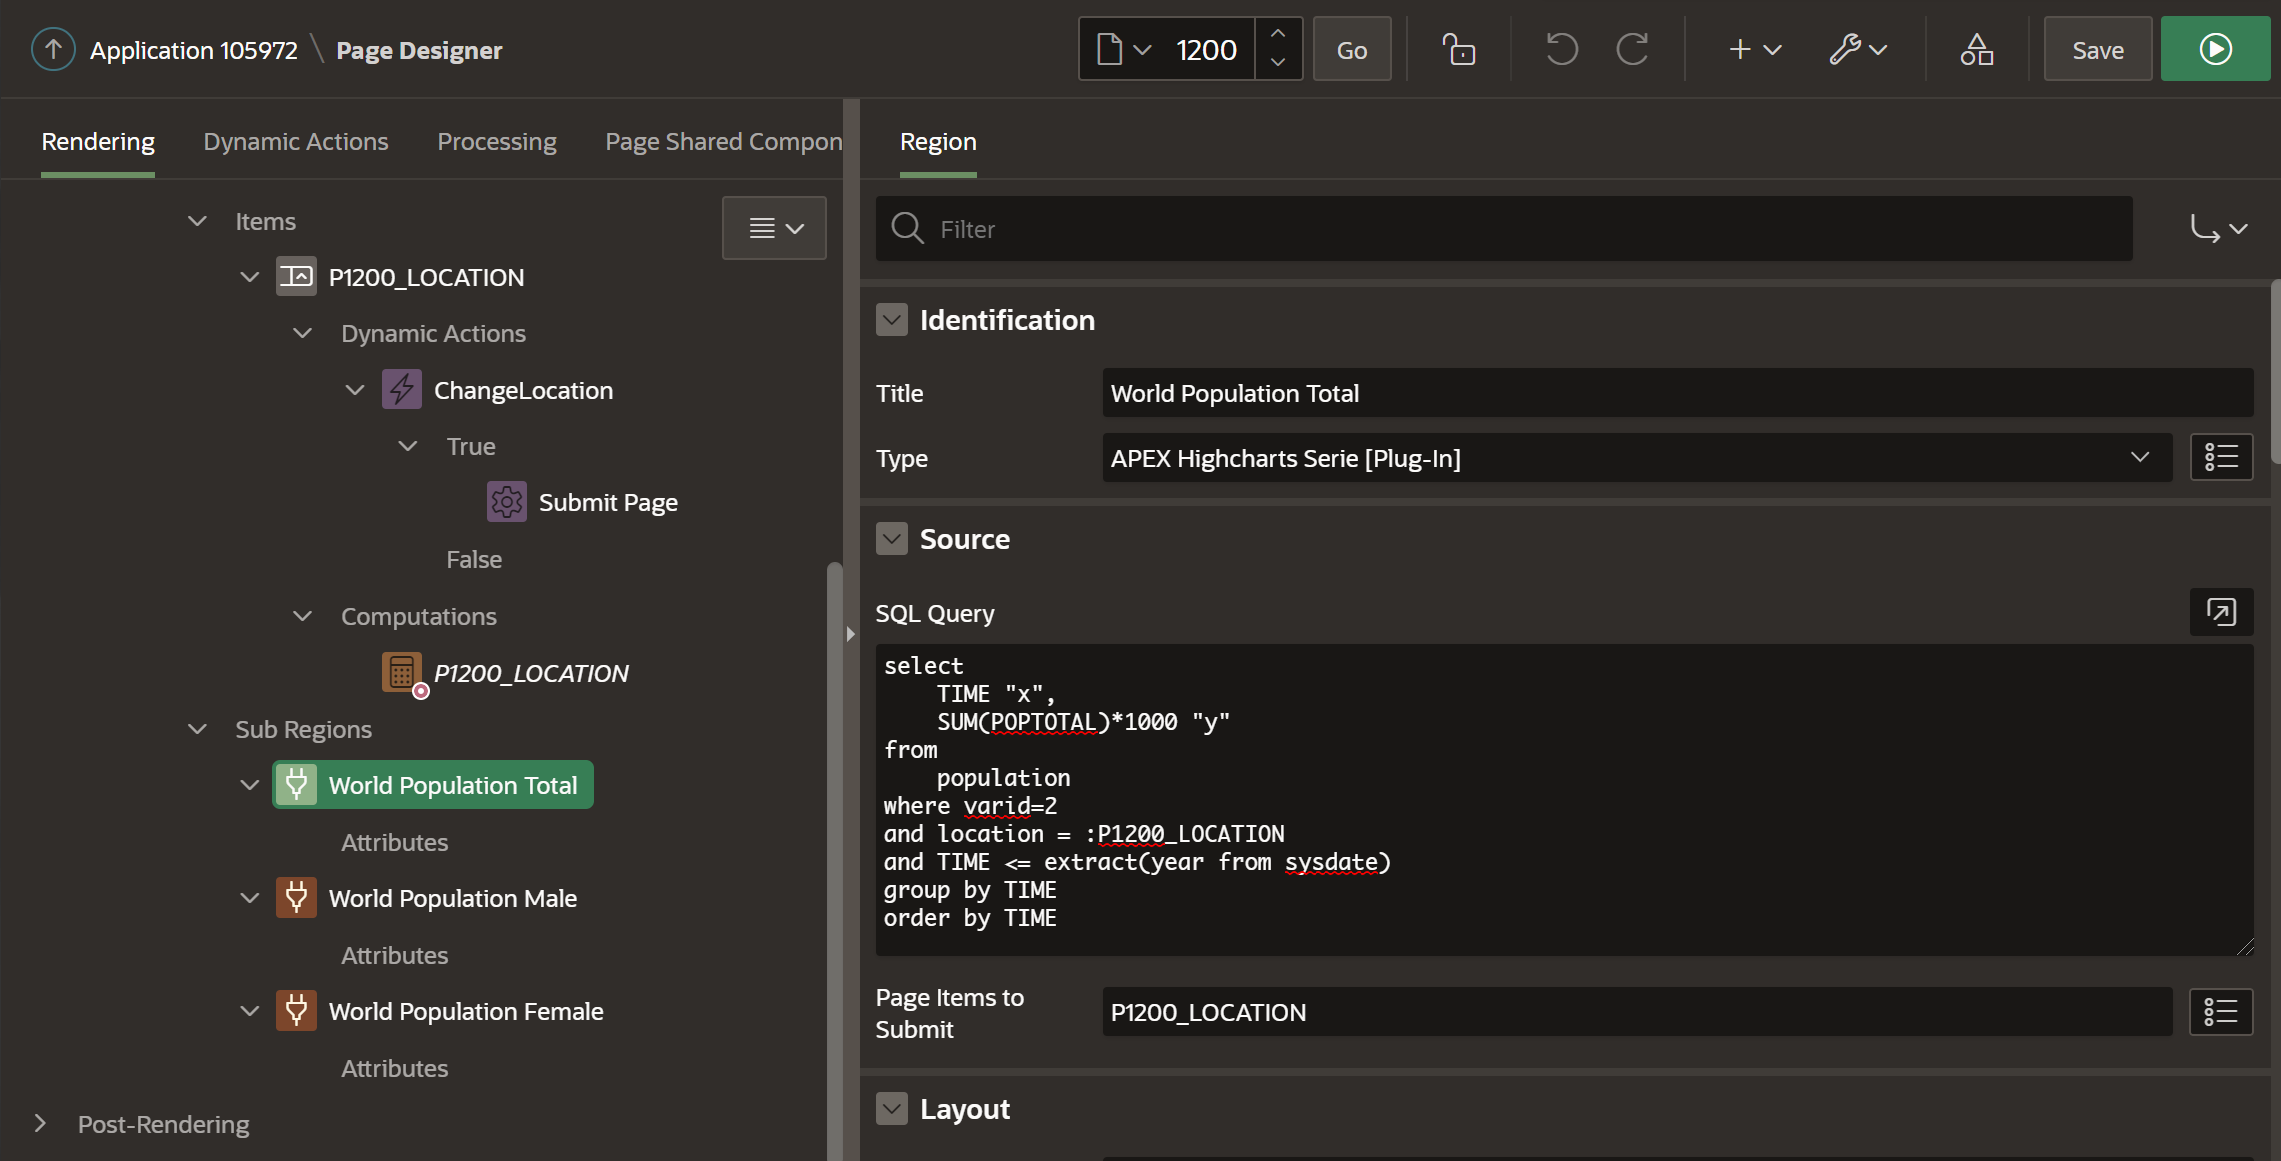 Application 105972 \ Page Designer
1200
Go
Save
Rendering
Dynamic Actions
Processing
Page Shared Compon
Items
P1200_LOCATION
Dynamic Actions
ChangeLocation
True
Submit Page
False
Computations
P1200_LOCATION
Sub Regions
World Population Total
Attributes
World Population Male
Attributes
World Population Female
Attributes
Post-Rendering
Region
Filter
Identification
Title
World Population Total
Type
APEX Highcharts Serie [Plug-In]
Source
SQL Query
select
    TIME "x",
    SUM(POPTOTAL)*1000 "y"
from
    population
where varid=2
and location = :P1200_LOCATION
and TIME <= extract(year from sysdate)
group by TIME
order by TIME
Page Items to
Submit
P1200_LOCATION
Layout